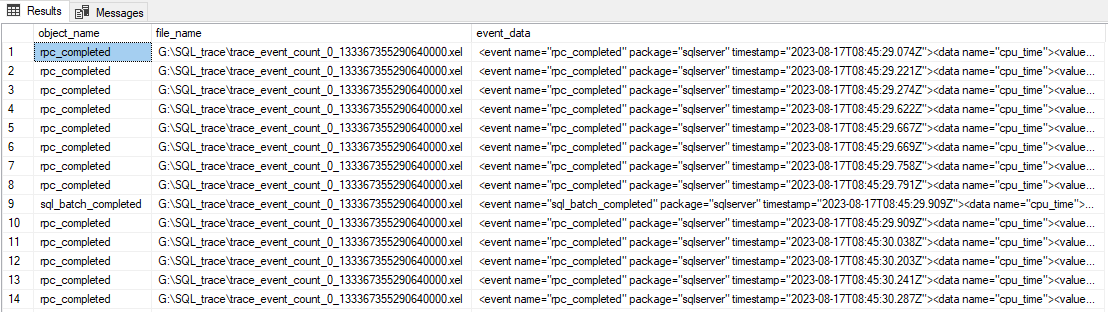 Results Messages
object_name file_name event_data
1 rpc_completed G:\SQL_trace\trace_event_count_0_133367355290640000.xel <event name="rpc_completed" package="sqlserver" timestamp="2023-08-17T08:45:29.074Z"><data name="cpu_time"><value...
2 rpc_completed G:\SQL_trace\trace_event_count_0_133367355290640000.xel <event name="rpc_completed" package="sqlserver" timestamp="2023-08-17T08:45:29.221Z"><data name="cpu_time"><value...
3 rpc_completed G:\SQL_trace\trace_event_count_0_133367355290640000.xel <event name="rpc_completed" package="sqlserver" timestamp="2023-08-17T08:45:29.274Z"><data name="cpu_time"><value...
4 rpc_completed G:\SQL_trace\trace_event_count_0_133367355290640000.xel <event name="rpc_completed" package="sqlserver" timestamp="2023-08-17T08:45:29.622Z"><data name="cpu_time"><value...
5 rpc_completed G:\SQL_trace\trace_event_count_0_133367355290640000.xel <event name="rpc_completed" package="sqlserver" timestamp="2023-08-17T08:45:29.667Z"><data name="cpu_time"><value...
6 rpc_completed G:\SQL_trace\trace_event_count_0_133367355290640000.xel <event name="rpc_completed" package="sqlserver" timestamp="2023-08-17T08:45:29.669Z"><data name="cpu_time"><value...
7 rpc_completed G:\SQL_trace\trace_event_count_0_133367355290640000.xel <event name="rpc_completed" package="sqlserver" timestamp="2023-08-17T08:45:29.758Z"><data name="cpu_time"><value...
8 rpc_completed G:\SQL_trace\trace_event_count_0_133367355290640000.xel <event name="rpc_completed" package="sqlserver" timestamp="2023-08-17T08:45:29.791Z"><data name="cpu_time"><value...
9 sql_batch_completed G:\SQL_trace\trace_event_count_0_133367355290640000.xel <event name="sql_batch_completed" package="sqlserver" timestamp="2023-08-17T08:45:29.909Z"><data name="cpu_time">...
10 rpc_completed G:\SQL_trace\trace_event_count_0_133367355290640000.xel <event name="rpc_completed" package="sqlserver" timestamp="2023-08-17T08:45:29.909Z"><data name="cpu_time"><value...
11 rpc_completed G:\SQL_trace\trace_event_count_0_133367355290640000.xel <event name="rpc_completed" package="sqlserver" timestamp="2023-08-17T08:45:30.038Z"><data name="cpu_time"><value...
12 rpc_completed G:\SQL_trace\trace_event_count_0_133367355290640000.xel <event name="rpc_completed" package="sqlserver" timestamp="2023-08-17T08:45:30.203Z"><data name="cpu_time"><value...
13 rpc_completed G:\SQL_trace\trace_event_count_0_133367355290640000.xel <event name="rpc_completed" package="sqlserver" timestamp="2023-08-17T08:45:30.241Z"><data name="cpu_time"><value...
14 rpc_completed G:\SQL_trace\trace_event_count_0_133367355290640000.xel <event name="rpc_completed" package="sqlserver" timestamp="2023-08-17T08:45:30.287Z"><data name="cpu_time"><value...